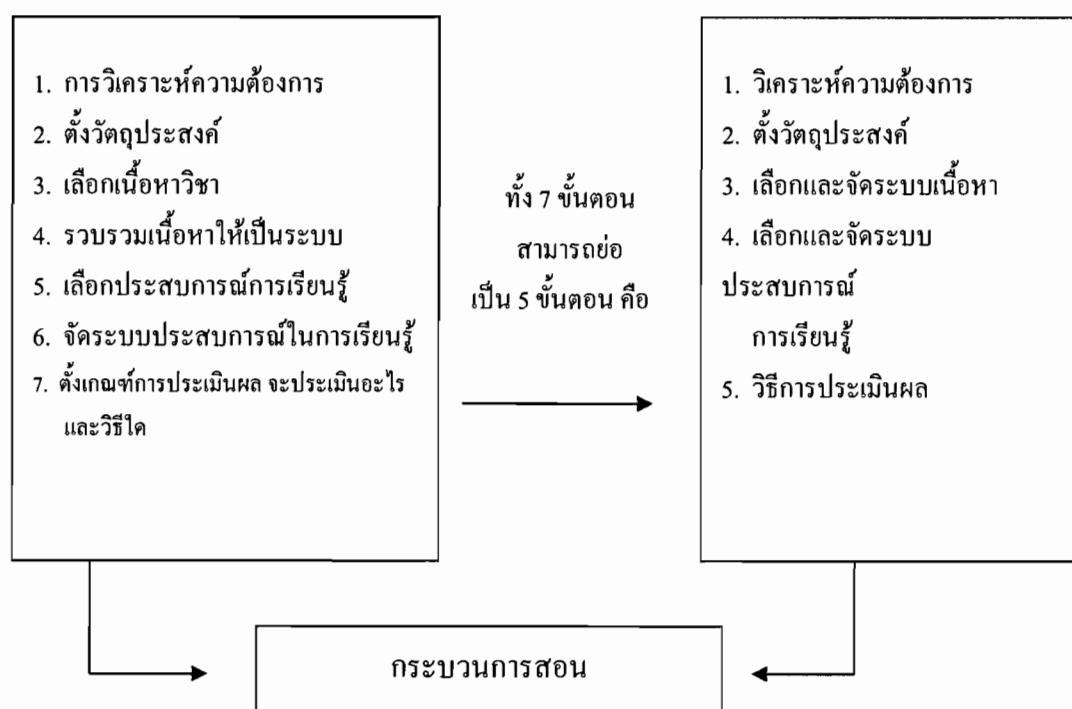 1. การวิเคราะห์ความต้องการ
2. ตั้งวัตถุประสงค์
3. เลือกเนื้อหาวิชา
4. รวบรวมเนื้อหาให้เป็นระบบ
5. เลือกประสบการณ์การเรียนรู้
6. จัดระบบประสบการณ์ในการเรียนรู้
7. ตั้งเกณฑ์การประเมินผล จะประเมินอะไร
และวิธีใด
ทั้ง 7 ขั้นตอน
สามารถย่อ
เป็น 5 ขั้นตอน คือ
1. วิเคราะห์ความต้องการ
2. ตั้งวัตถุประสงค์
3. เลือกและจัดระบบเนื้อหา
4. เลือกและจัดระบบ
ประสบการณ์
การเรียนรู้
5. วิธีการประเมินผล
กระบวนการสอน